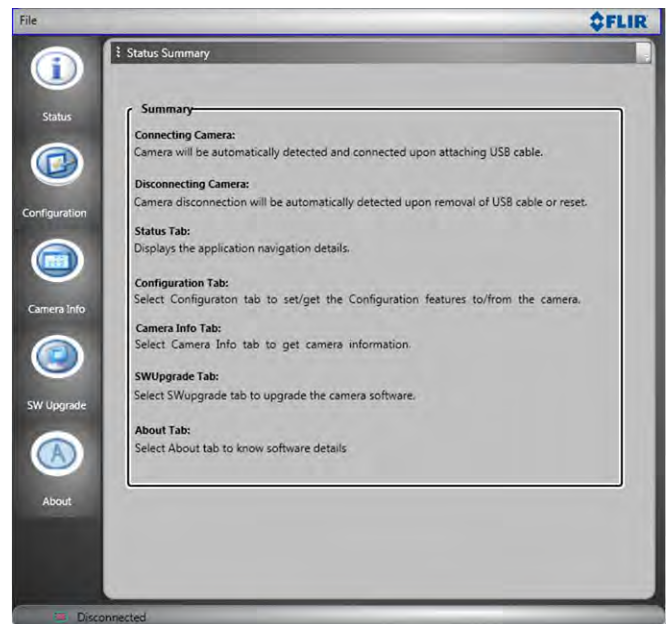 File
FLIR
Status Summary
Status
Configuration
Camera Info
SW Upgrade
About
Summary
Connecting Camera:
Camera will be automatically detected and connected upon attaching USB cable.
Disconnecting Camera:
Camera disconnection will be automatically detected upon removal of USB cable or reset.
Status Tab:
Displays the application navigation details.
Configuration Tab:
Select Configuraton tab to set/get the Configuration features to/from the camera.
Camera Info Tab:
Select Camera Info tab to get camera information.
SWUpgrade Tab:
Select SWupgrade tab to upgrade the camera software.
About Tab:
Select About tab to know software details
Disconnected